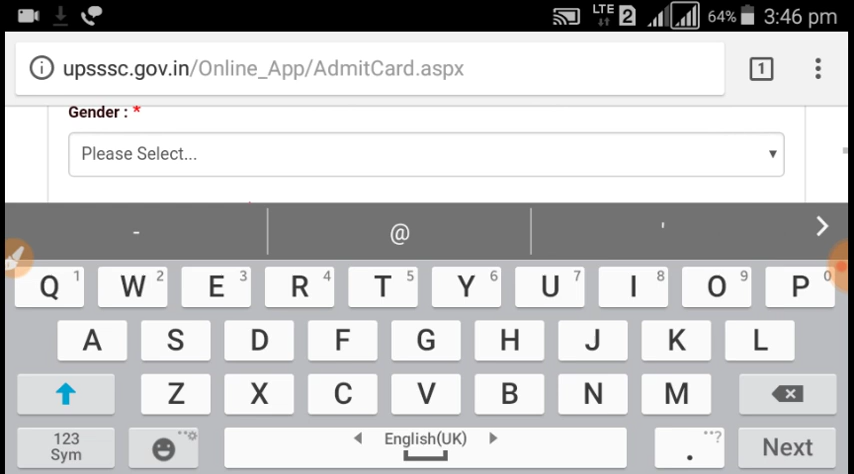 LTE 2 64% 3:46 pm
upsssc.gov.in/Online_App/AdmitCard.aspx 1
Gender : *
Please Select...
- @ '
Q 1 W 2 E 3 R 4 T 5 Y 6 U 7 I 8 O 9 P 0
A S D F G H J K L
Z X C V B N M
123
Sym
English(UK)
. ,,? Next